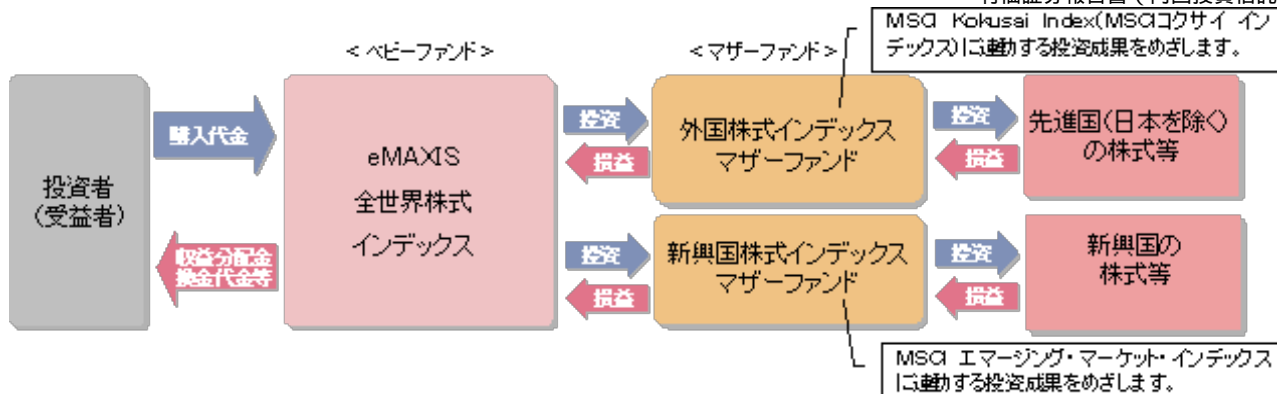 MSCI Kokusai Index(MSCIコクサイ イン
デックス)に連動する投資成果をめざします。
＜ベビーファンド＞
＜マザーファンド＞
投資者
(受益者)
購入代金
収益分配金
換金代金等
eMAXIS
全世界株式
インデックス
投資
損益
外国株式インデックス
マザーファンド
投資
損益
先進国(日本を除く)
の株式等
投資
損益
新興国株式インデックス
マザーファンド
投資
損益
新興国の
株式等
MSCI エマージング・マーケット・インデックス
に連動する投資成果をめざします。